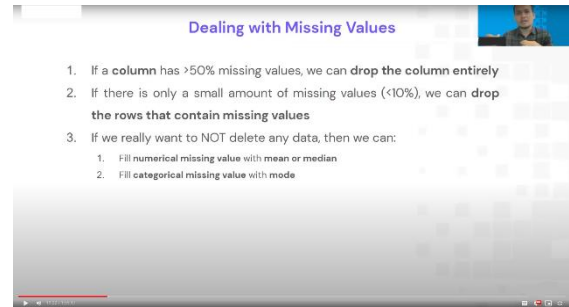 Dealing with Missing Values
1. If a column has >50% missing values, we can drop the column entirely
2. If there is only a small amount of missing values (<10%), we can drop
the rows that contain missing values
3. If we really want to NOT delete any data, then we can:
1. Fill numerical missing value with mean or median
2. Fill categorical missing value with mode